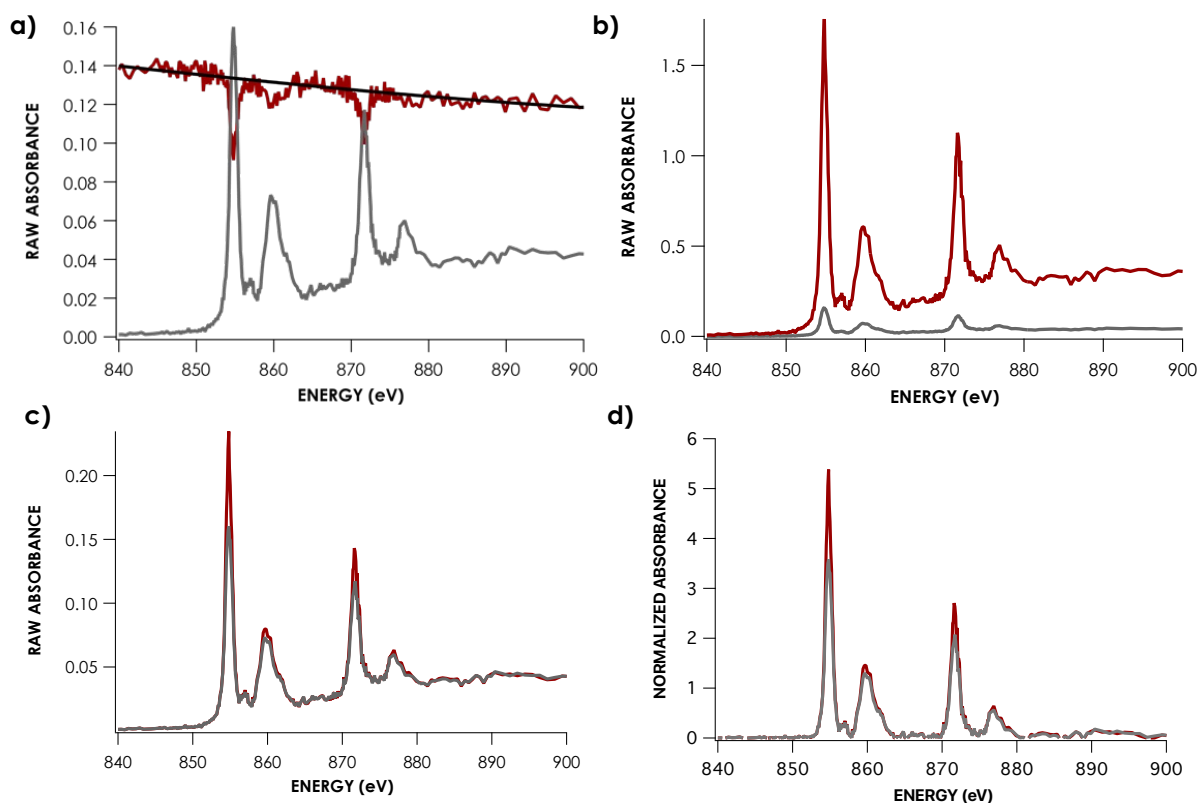 a)
0.16
0.14
0.12
0.10
0.08
0.06
0.04
0.02
0.00
RAW ABSORBANCE
840 850 860 870 880 890 900
ENERGY (eV)
b)
1.5
1.0
0.5
0.0
RAW ABSORBANCE
840 850 860 870 880 890 900
ENERGY (eV)
c)
0.20
0.15
0.10
0.05
RAW ABSORBANCE
840 850 860 870 880 890 900
ENERGY (eV)
d)
6
5
4
3
2
1
0
NORMALIZED ABSORBANCE
840 850 860 870 880 890 900
ENERGY (eV)